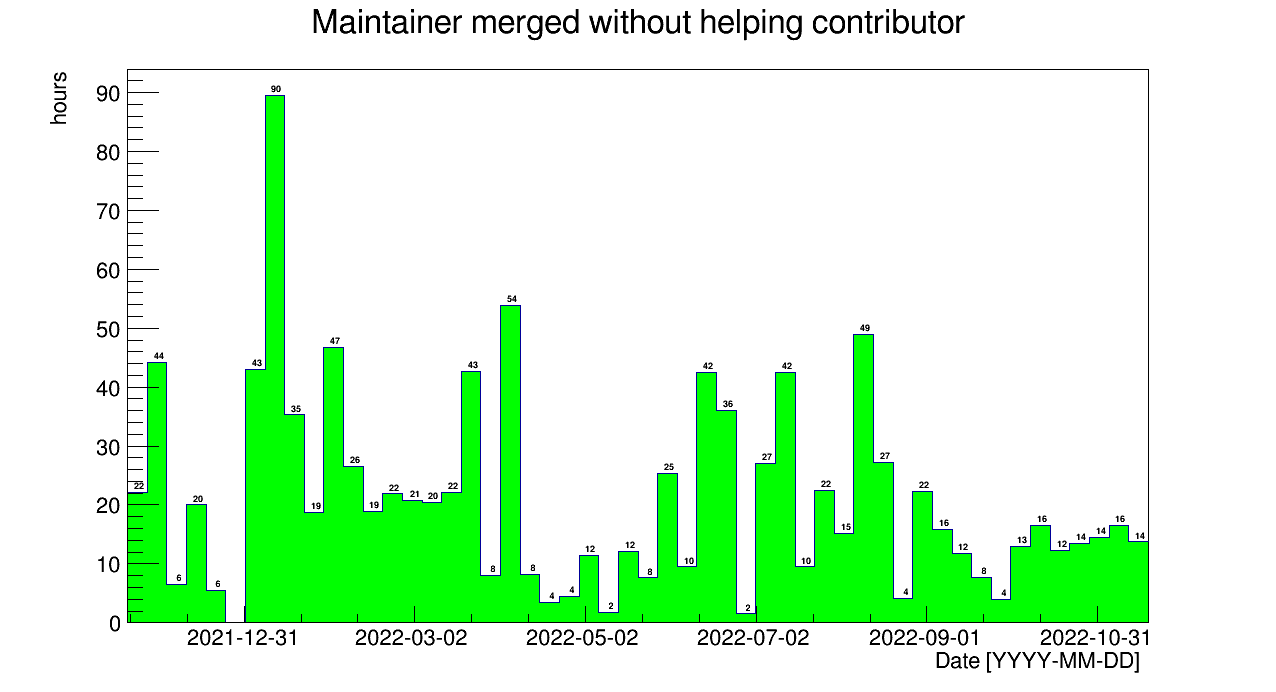 Maintainer merged without helping contributor
hours
90
80
70
60
50
40
30
20
10
0
22 44 6 20 6 43 90 35 19 47 26 19 22 21 20 22 43 8 54 8 4 4 12 2 12 8 25 10 42 36 2 27 42 10 22 15 49 27 4 22 16 12 8 4 13 16 12 14 14 16 14
2021-12-31 2022-03-02 2022-05-02 2022-07-02 2022-09-01 2022-10-31
Date [YYYY-MM-DD]